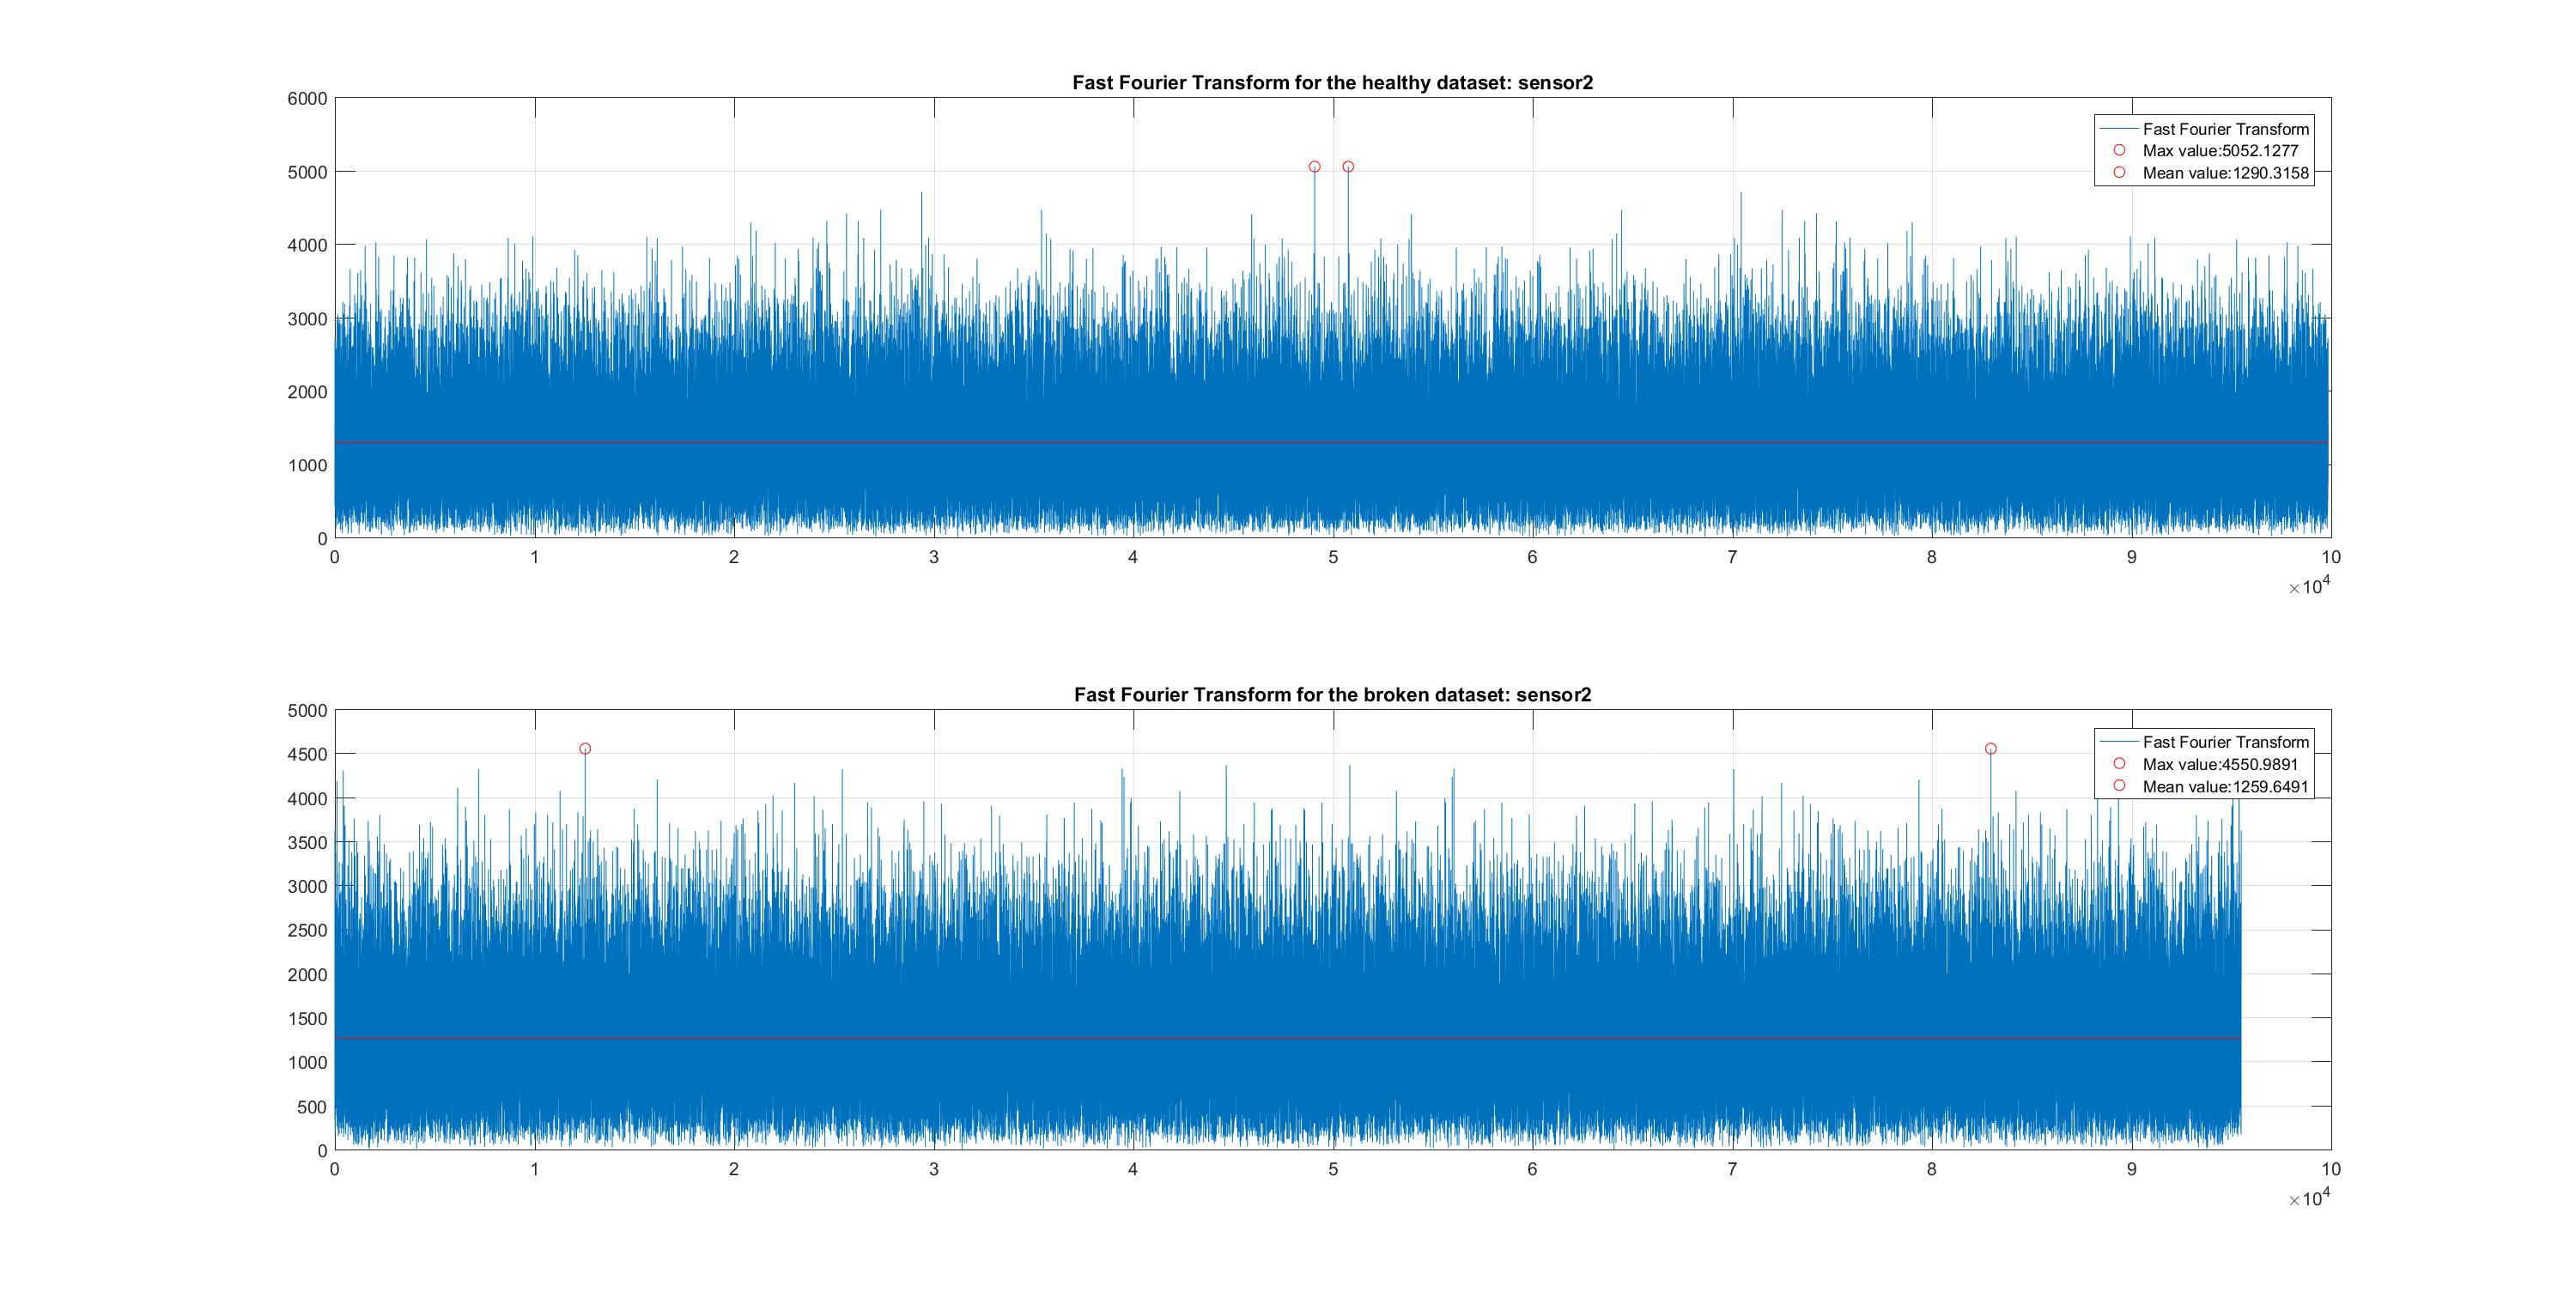 Fast Fourier Transform for the healthy dataset: sensor2
6000
5000
4000
3000
2000
1000
0
Fast Fourier Transform
Max value:5052.1277
Mean value:1290.3158
0 1 2 3 4 5 6 7 8 9 10
×10^4
Fast Fourier Transform for the broken dataset: sensor2
5000
4500
4000
3500
3000
2500
2000
1500
1000
500
0
Fast Fourier Transform
Max value:4550.9891
Mean value:1259.6491
0 1 2 3 4 5 6 7 8 9 10
×10^4